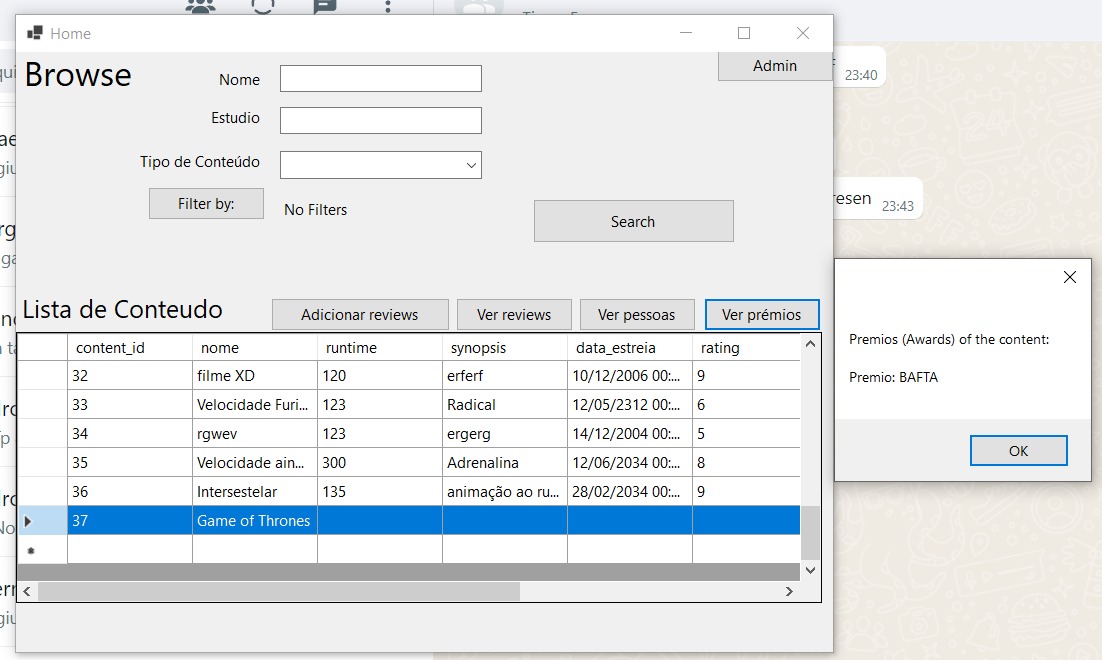 Home
Browse
Admin
Nome
Estudio
Tipo de Conteúdo
Filter by:
No Filters
Search
23:40
resen 23:43
Lista de Conteudo
Adicionar reviews
Ver reviews
Ver pessoas
Ver prémios
content_id nome runtime synopsis data_estreia rating
32 filme XD 120 erferf 10/12/2006 00:... 9
33 Velocidade Furi... 123 Radical 12/05/2312 00:... 6
34 rgwev 123 ergerg 14/12/2004 00:... 5
35 Velocidade ain... 300 Adrenalina 12/06/2034 00:... 8
36 Intersestelar 135 animação ao ru... 28/02/2034 00:... 9
37 Game of Thrones
Premios (Awards) of the content:
Premio: BAFTA
OK